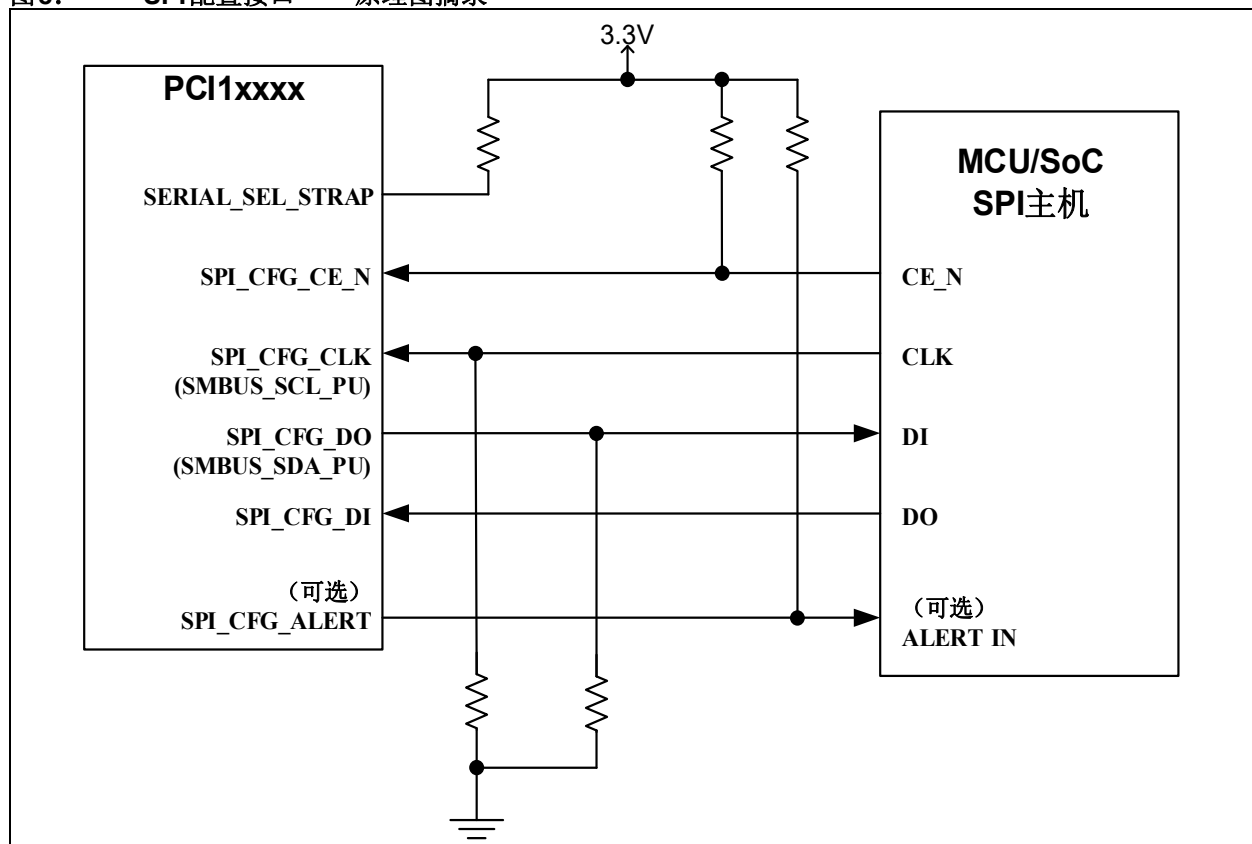 3.3V
PCI1xxxx
SERIAL_SEL_STRAP
SPI_CFG_CE_N
SPI_CFG_CLK
(SMBUS_SCL_PU)
SPI_CFG_DO
(SMBUS_SDA_PU)
SPI_CFG_DI
（可选）
SPI_CFG_ALERT
MCU/SoC
SPI主机
CE_N
CLK
DI
DO
（可选）
ALERT IN